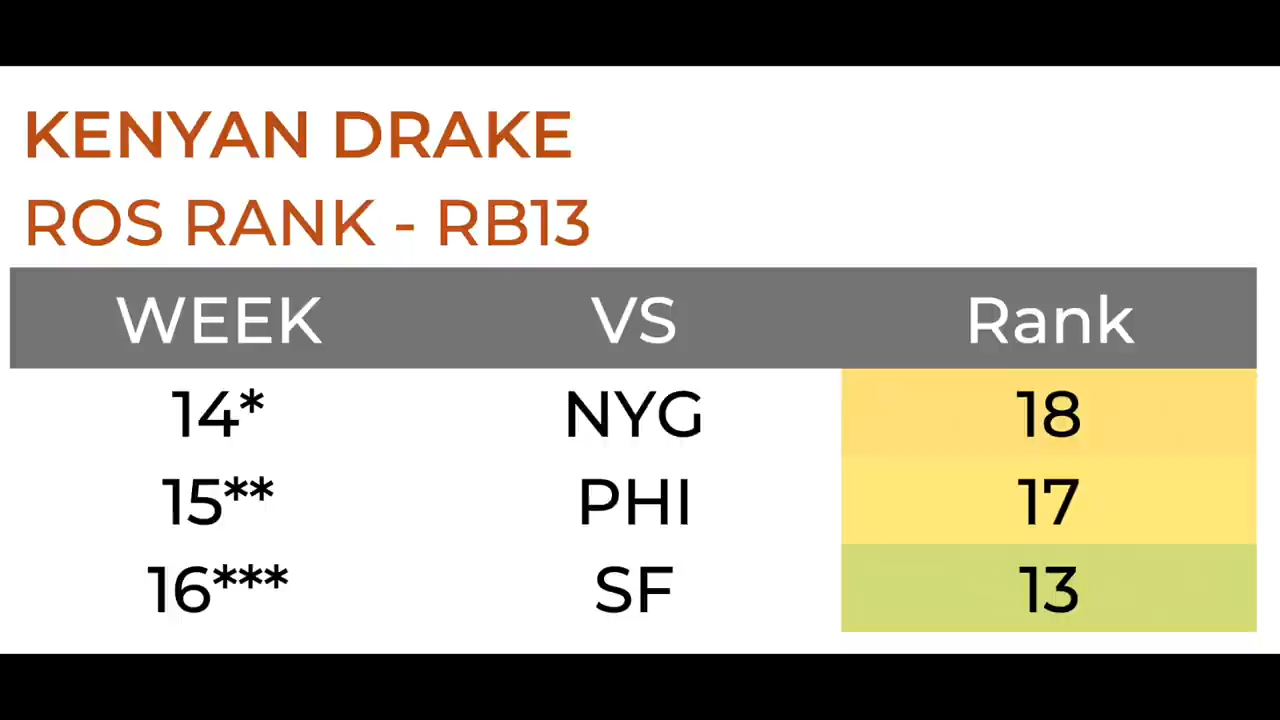 KENYAN DRAKE
ROS RANK - RB13
WEEK VS Rank
14* NYG 18
15** PHI 17
16*** SF 13